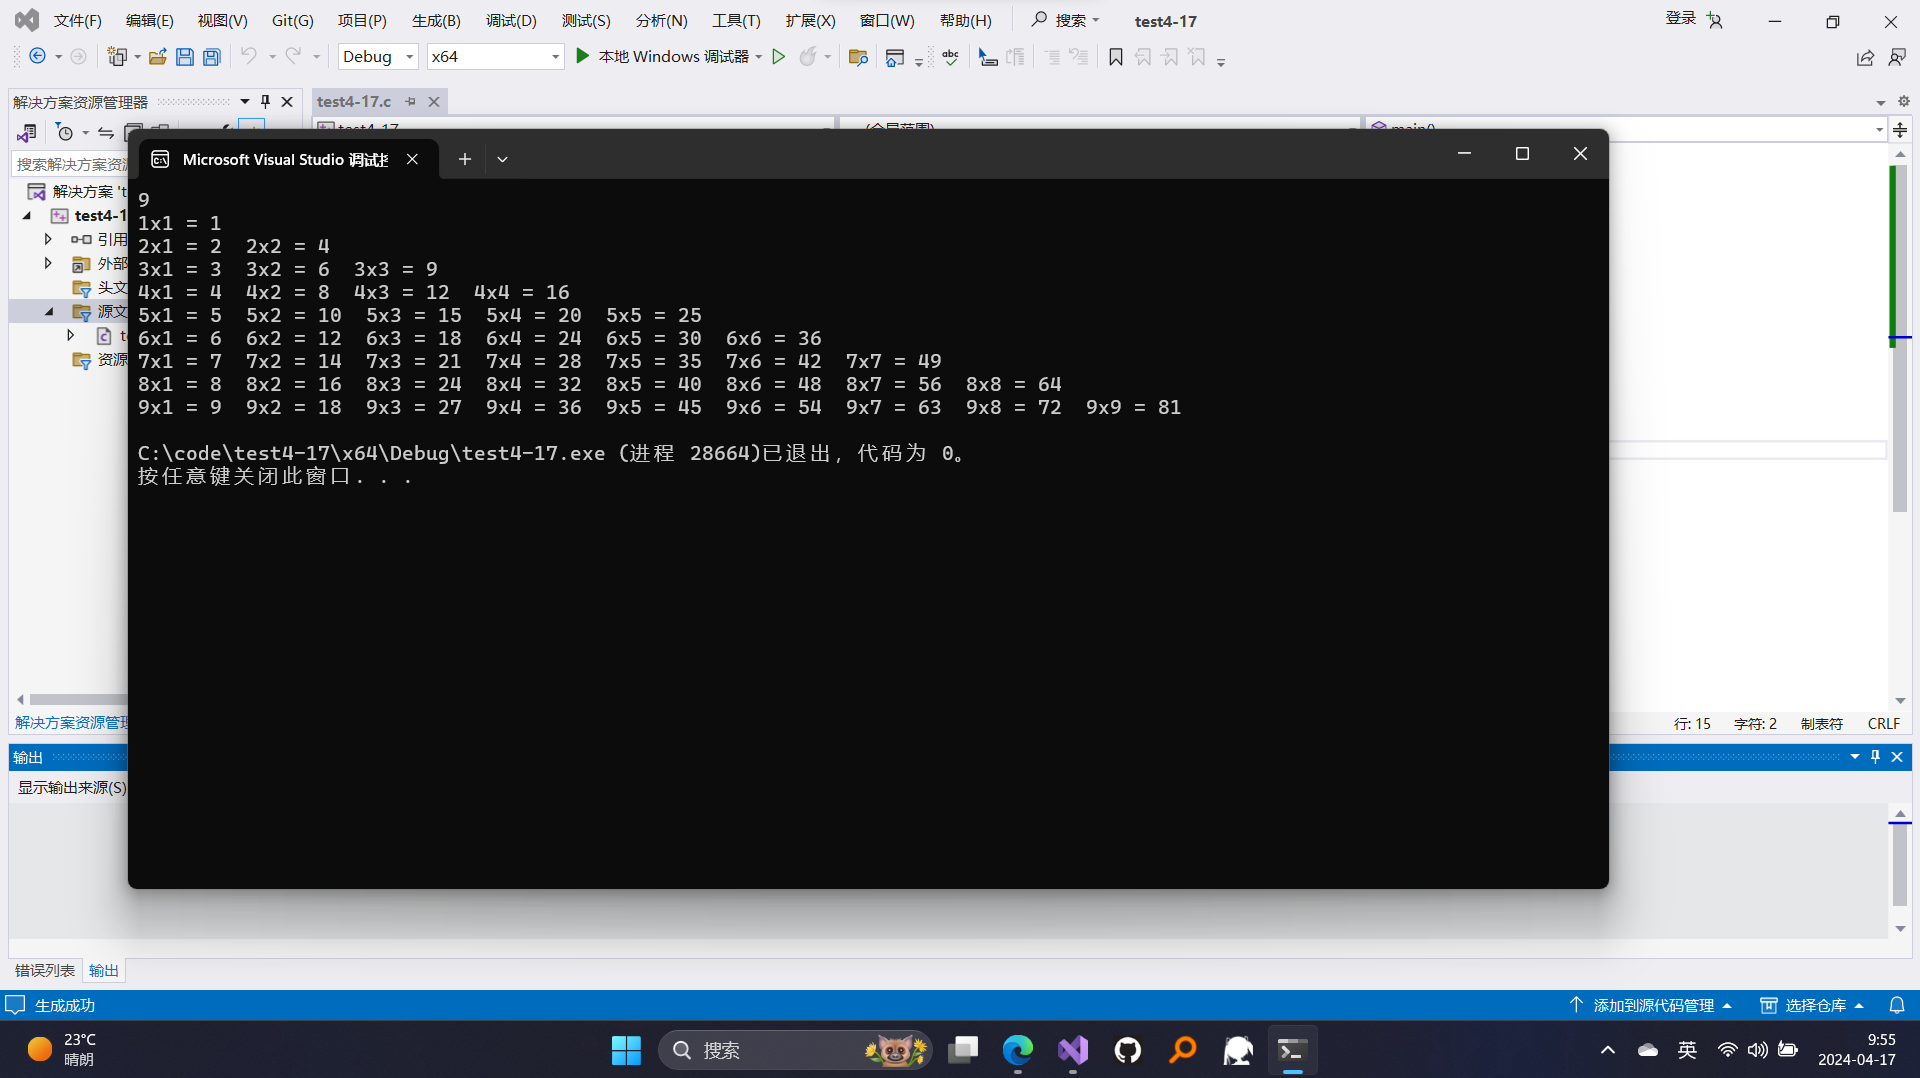 文件(F) 编辑(E) 视图(V) Git(G) 项目(P) 生成(B) 调试(D) 测试(S) 分析(N) 工具(T) 扩展(X) 窗口(W) 帮助(H) 搜索 test4-17 登录
Debug x64 本地 Windows 调试器
解决方案资源管理器 test4-17.c
test4-17 (全局范围) main()
搜索解决方案资源
解决方案 't
test4-1
引用
外部
头文
源文
te
资源
Microsoft Visual Studio 调试控
9
1x1 = 1
2x1 = 2  2x2 = 4
3x1 = 3  3x2 = 6  3x3 = 9
4x1 = 4  4x2 = 8  4x3 = 12  4x4 = 16
5x1 = 5  5x2 = 10  5x3 = 15  5x4 = 20  5x5 = 25
6x1 = 6  6x2 = 12  6x3 = 18  6x4 = 24  6x5 = 30  6x6 = 36
7x1 = 7  7x2 = 14  7x3 = 21  7x4 = 28  7x5 = 35  7x6 = 42  7x7 = 49
8x1 = 8  8x2 = 16  8x3 = 24  8x4 = 32  8x5 = 40  8x6 = 48  8x7 = 56  8x8 = 64
9x1 = 9  9x2 = 18  9x3 = 27  9x4 = 36  9x5 = 45  9x6 = 54  9x7 = 63  9x8 = 72  9x9 = 81
C:\code\test4-17\x64\Debug\test4-17.exe (进程 28664)已退出，代码为 0。
按任意键关闭此窗口. . .
解决方案资源管理 行: 15 字符: 2 制表符 CRLF
输出
显示输出来源(S)
错误列表 输出
生成成功 添加到源代码管理 选择仓库
23°C
晴朗
搜索
英
9:55
2024-04-17